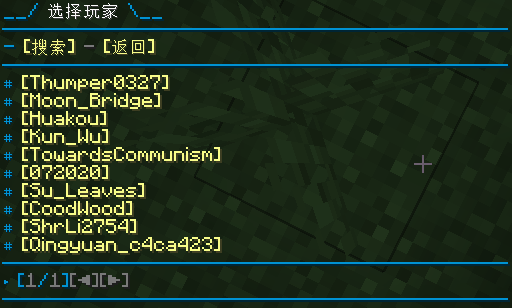 __/ 选择玩家 \__
- [搜索] - [返回]
# [Thumper0327]
# [Moon_Bridge]
# [Huakou]
# [Kun_Wu]
# [TowardsCommunism]
# [072020]
# [Su_Leaves]
# [CoodWood]
# [ShrLi2754]
# [Qingyuan_c4ca423]
▸ [1/1][◀][▶]